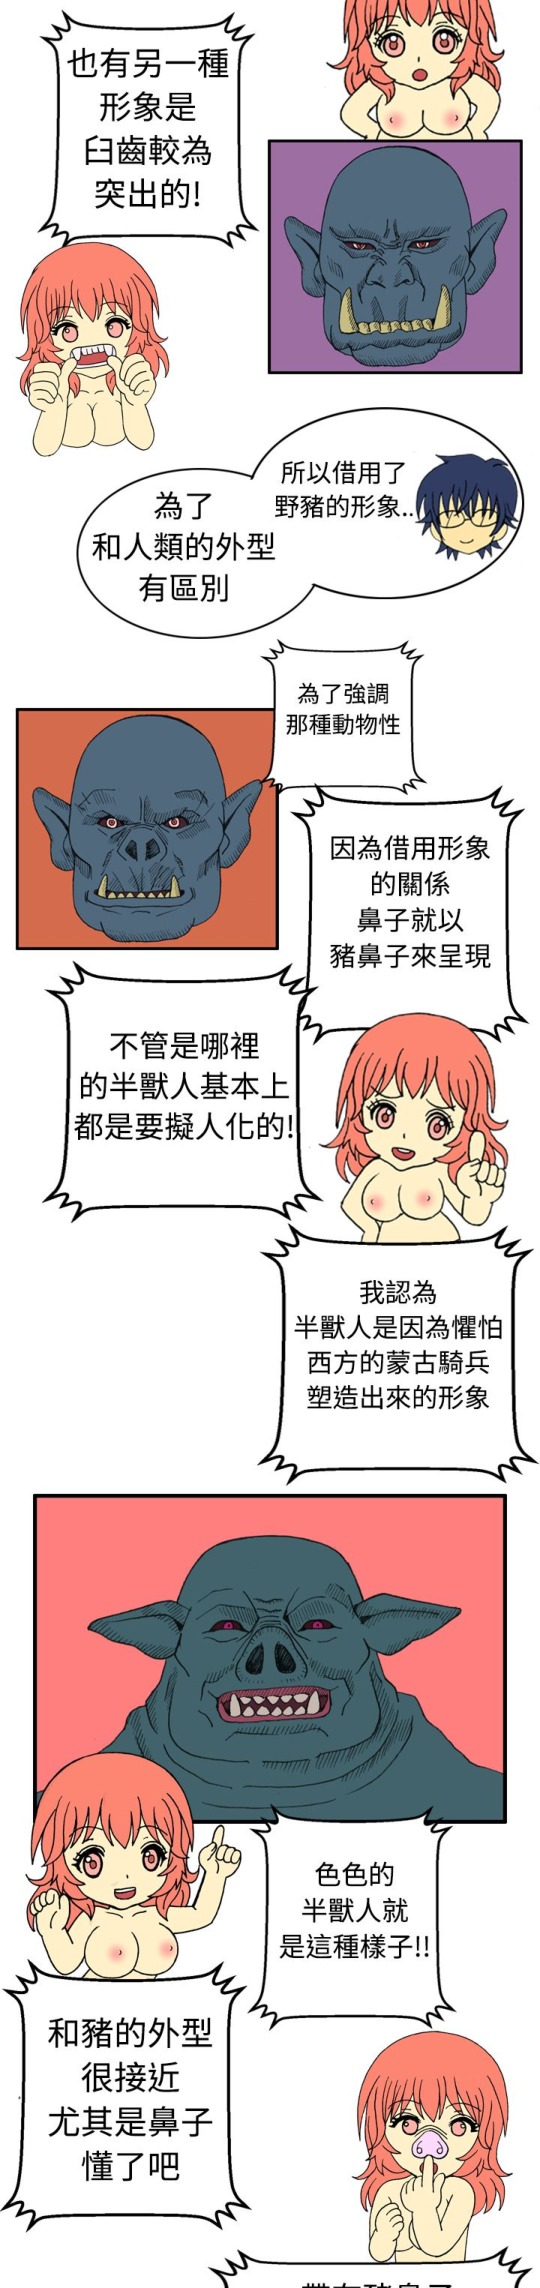 也有另一種
形象是
臼齒較為
突出的!
所以借用了
野豬的形象..
為了
和人類的外型
有區別
為了強調
那種動物性
因為借用形象
的關係
鼻子就以
豬鼻子來呈現
不管是哪裡
的半獸人基本上
都是要擬人化的!
我認為
半獸人是因為懼怕
西方的蒙古騎兵
塑造出來的形象
色色的
半獸人就
是這種樣子!!
和豬的外型
很接近
尤其是鼻子
懂了吧